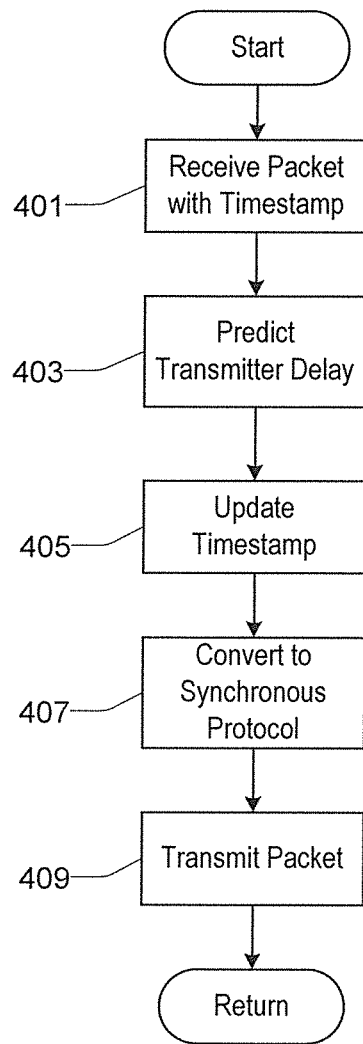 Start
401
Receive Packet
with Timestamp
403
Predict
Transmitter Delay
405
Update
Timestamp
407
Convert to
Synchronous
Protocol
409
Transmit Packet
Return